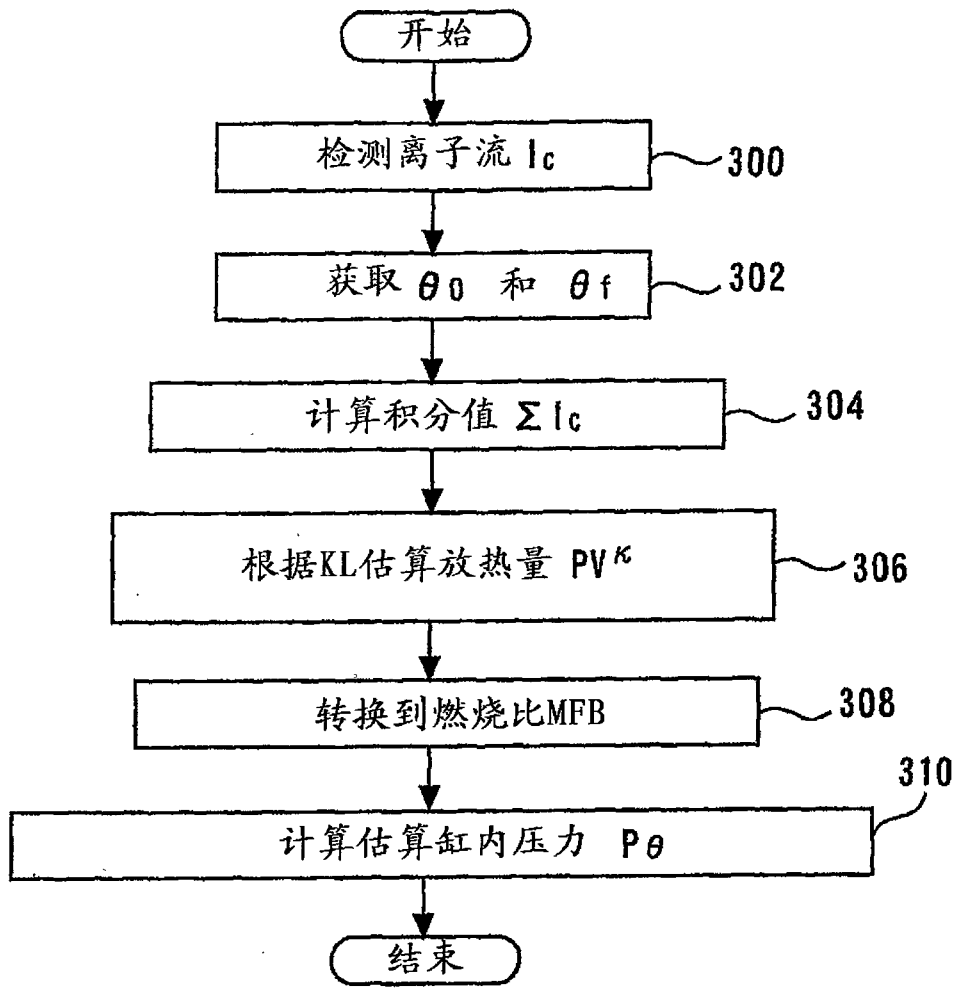 开始
检测离子流 Ic
300
获取 θ0 和 θf
302
计算积分值 ΣIc
304
根据KL估算放热量 PVᴷ
306
转换到燃烧比MFB
308
310
计算估算缸内压力 Pθ
结束